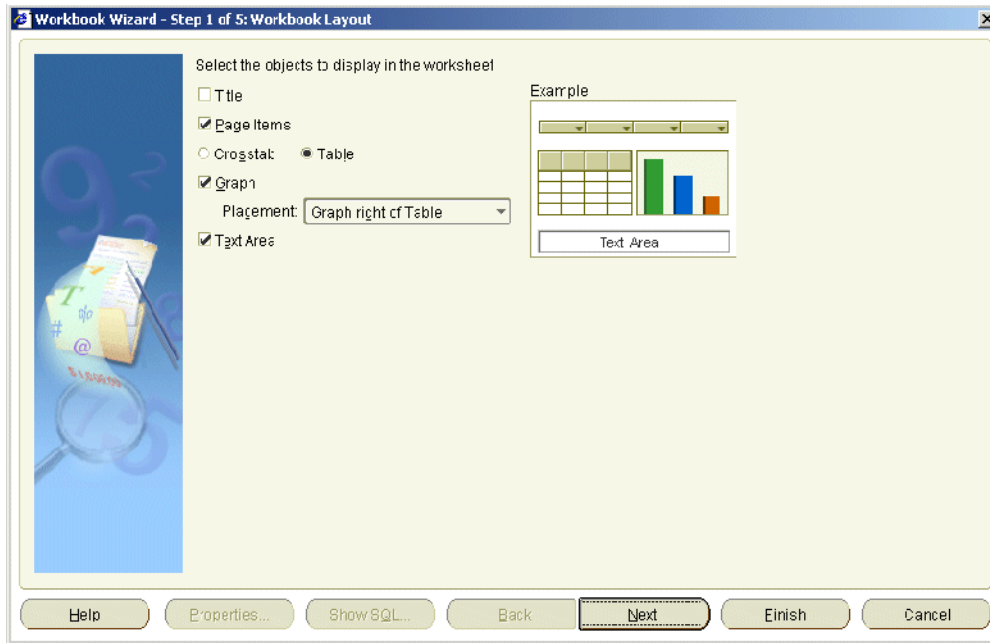 Workbook Wizard - Step 1 of 5: Workbook Layout
Select the objects to display in the worksheet
Title
Page Items
Crosstab Table
Graph
Placement: Graph right of Table
Text Area
Example
Text Area
T
%
#
@
Help Properties... Show SQL... Back Next Finish Cancel